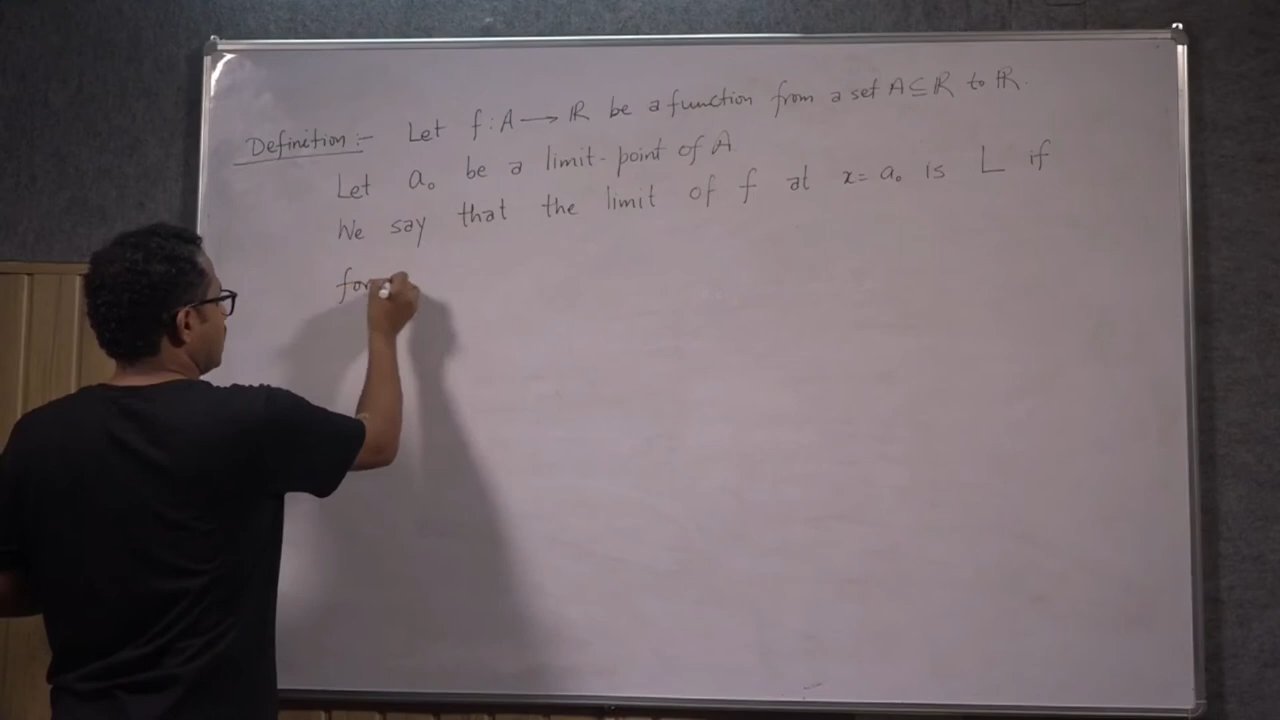 Definition :- Let f : A ⟶ ℝ be a function from a set A ⊆ ℝ to ℝ.
Let a₀ be a limit-point of A
We say that the limit of f at x = a₀ is L if
for